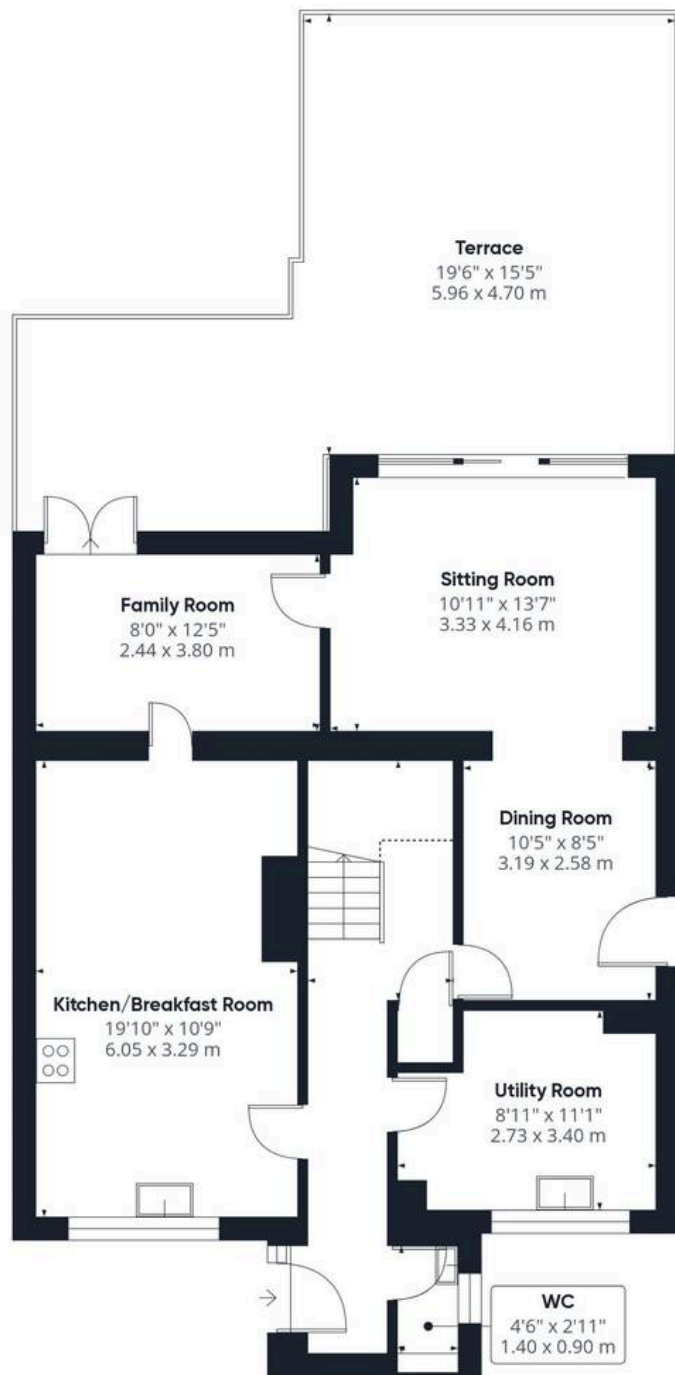 Terrace
19'6" x 15'5"
5.96 x 4.70 m
Sitting Room
10'11" x 13'7"
3.33 x 4.16 m
Family Room
8'0" x 12'5"
2.44 x 3.80 m
Dining Room
10'5" x 8'5"
3.19 x 2.58 m
Kitchen/Breakfast Room
19'10" x 10'9"
6.05 x 3.29 m
Utility Room
8'11" x 11'1"
2.73 x 3.40 m
WC
4'6" x 2'11"
1.40 x 0.90 m